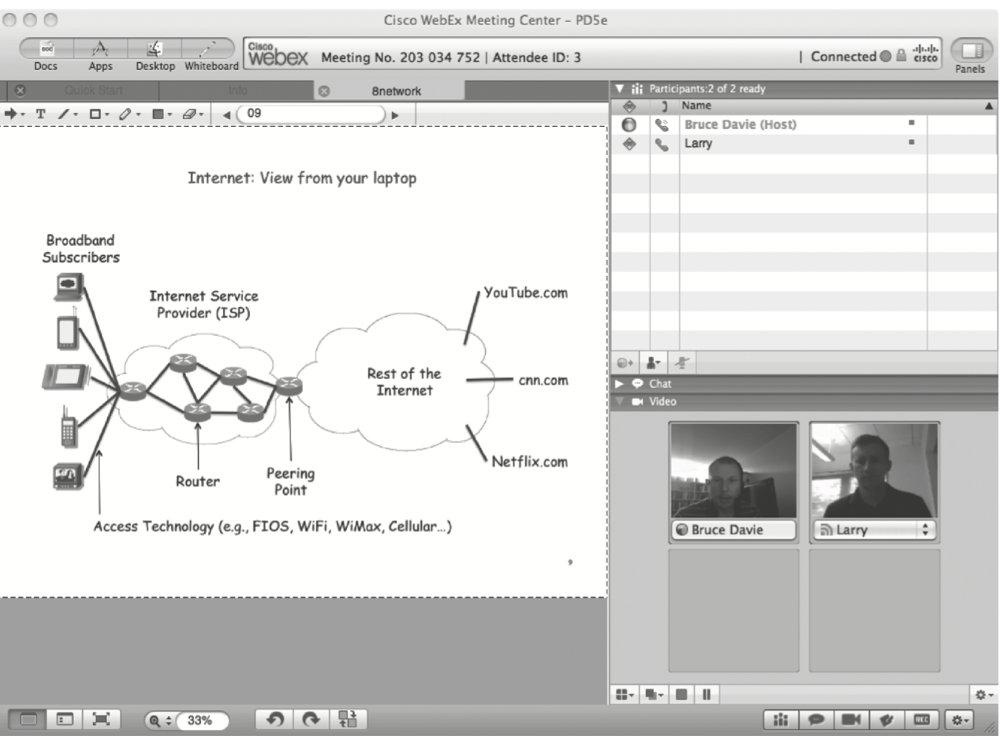 Cisco WebEx Meeting Center – PD5e
DOC
Docs
Apps
Desktop
Whiteboard
Cisco
webex
Meeting No. 203 034 752 | Attendee ID: 3
| Connected
cisco
Panels
Quick Start
Info
8network
T
09
Internet: View from your laptop
Broadband
Subscribers
Internet Service
Provider (ISP)
YouTube.com
Rest of the
Internet
cnn.com
Netflix.com
Router
Peering
Point
Access Technology (e.g., FIOS, WiFi, WiMax, Cellular...)
9
33%
Participants:2 of 2 ready
Name
Bruce Davie (Host)
Larry
Chat
Video
Bruce Davie
Larry